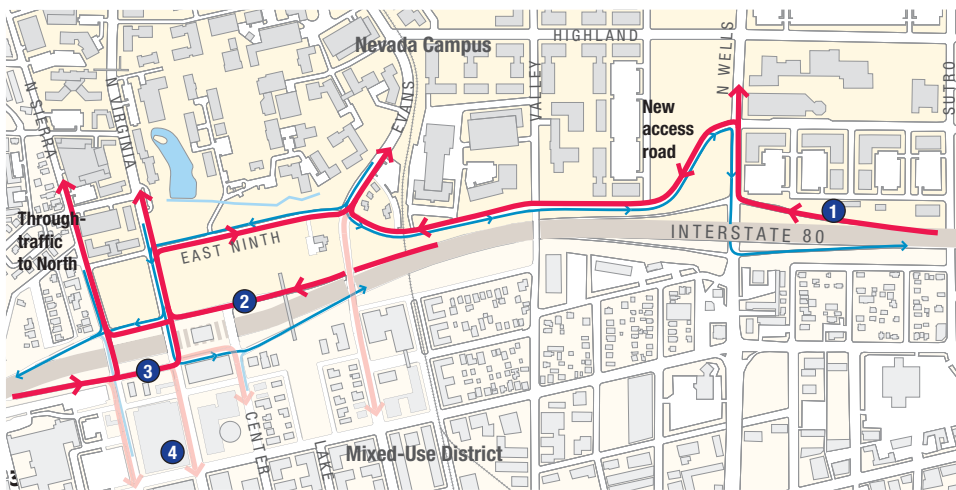 Nevada Campus
HIGHLAND
N WELLS
SUTRO
N SIERRA
N VIRGINIA
EVANS
VALLEY
New
access
road
Through-
traffic
to North
EAST NINTH
INTERSTATE 80
1
2
3
4
CENTER
LAKE
Mixed-Use District